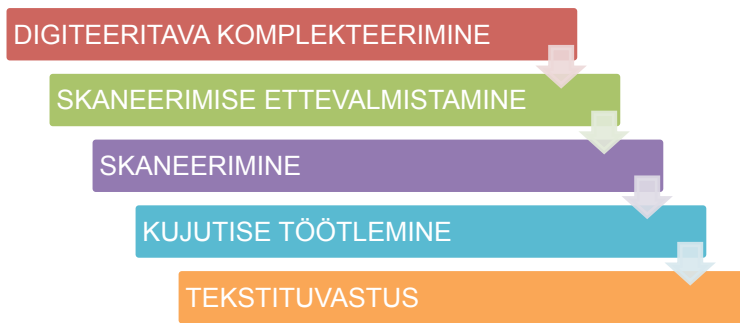 DIGITEERITAVA KOMPLEKTEERIMINE
SKANEERIMISE ETTEVALMISTAMINE
SKANEERIMINE
KUJUTISE TÖÖTLEMINE
TEKSTITUVASTUS